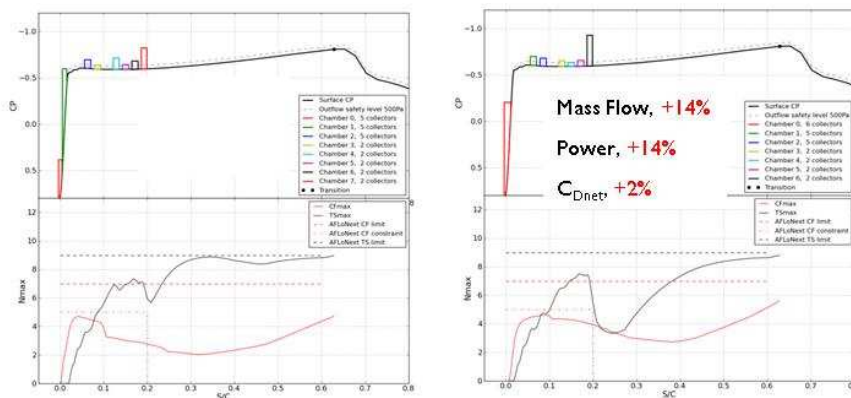 −1.0
−0.5
0.0
0.5
CP
Surface CP
Outflow safety level 500Pa
Chamber 0, 5 collectors
Chamber 1, 5 collectors
Chamber 2, 5 collectors
Chamber 3, 2 collectors
Chamber 4, 2 collectors
Chamber 5, 2 collectors
Chamber 6, 2 collectors
Chamber 7, 2 collectors
Transition
0.8
12
10
8
6
4
2
0
Nmax
CFmax
TSmax
AFLoNext CF limit
AFLoNext CF constraint
AFLoNext TS limit
0.0 0.1 0.2 0.3 0.4 0.5 0.6 0.7 0.8
S/C
−1.0
−0.5
0.0
0.5
CP
Mass Flow, +14%
Power, +14%
CDnet, +2%
Surface CP
Outflow safety level 500Pa
Chamber 0, 6 collectors
Chamber 1, 2 collectors
Chamber 2, 5 collectors
Chamber 3, 2 collectors
Chamber 4, 2 collectors
Chamber 5, 2 collectors
Chamber 6, 2 collectors
Transition
0.8
12
10
8
6
4
2
0
Nmax
CFmax
TSmax
AFLoNext CF limit
AFLoNext CF constraint
AFLoNext TS limit
0.0 0.1 0.2 0.3 0.4 0.5 0.6 0.7 0.8
S/C